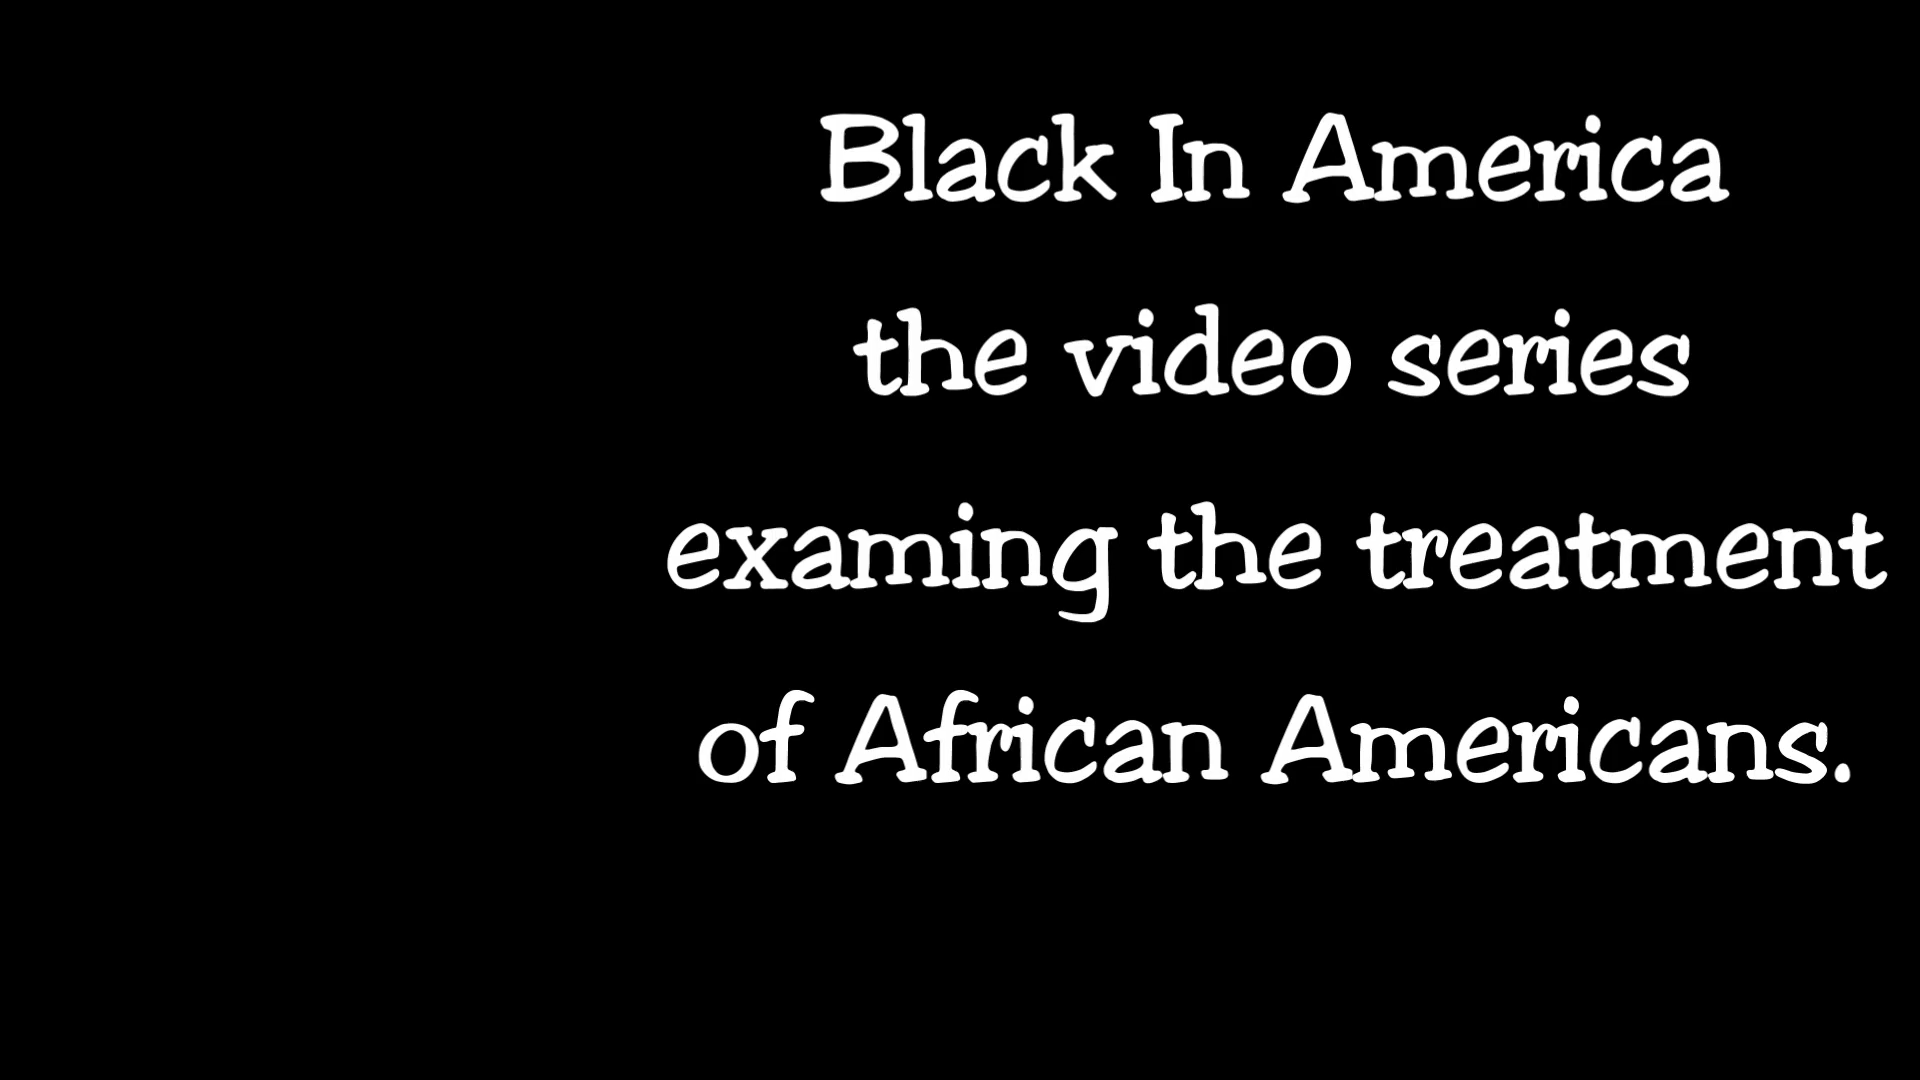 Black In America
the video series
examing the treatment
of African Americans.